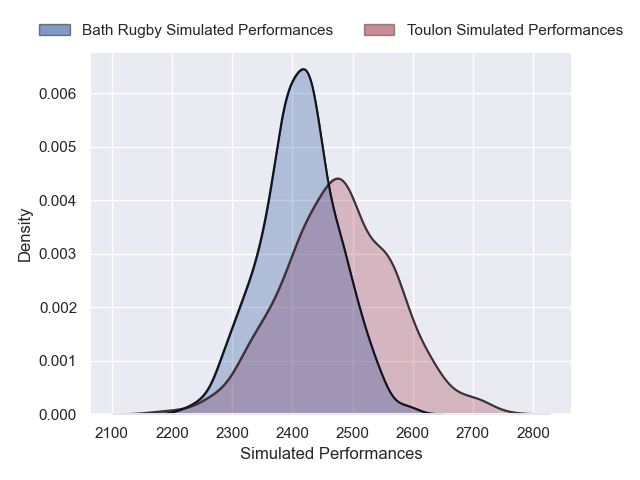 Bath Rugby Simulated Performances
Toulon Simulated Performances
0.006
0.005
0.004
0.003
0.002
0.001
0.000
Density
2100 2200 2300 2400 2500 2600 2700 2800
Simulated Performances